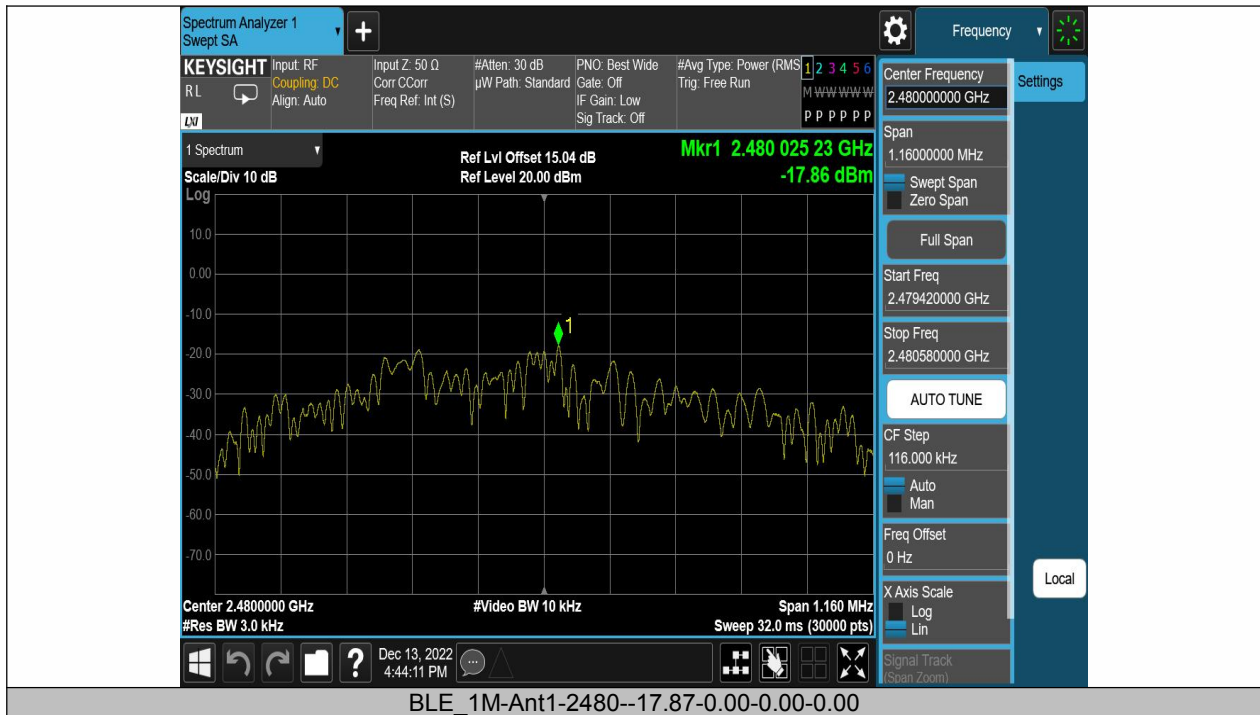 Spectrum Analyzer 1
Swept SA
+
Frequency
KEYSIGHT
RL
LXI
Input: RF
Coupling: DC
Align: Auto
Input Z: 50 Ω
Corr CCorr
Freq Ref: Int (S)
#Atten: 30 dB
µW Path: Standard
PNO: Best Wide
Gate: Off
IF Gain: Low
Sig Track: Off
#Avg Type: Power (RMS
Trig: Free Run
1 2 3 4 5 6
M W W W W W
P P P P P P
Center Frequency
2.480000000 GHz
Settings
Span
1.16000000 MHz
Swept Span
Zero Span
Full Span
Start Freq
2.479420000 GHz
Stop Freq
2.480580000 GHz
AUTO TUNE
CF Step
116.000 kHz
Auto
Man
Freq Offset
0 Hz
X Axis Scale
Log
Lin
Signal Track
(Span Zoom)
Local
1 Spectrum
Scale/Div 10 dB
Ref Lvl Offset 15.04 dB
Ref Level 20.00 dBm
Mkr1 2.480 025 23 GHz
-17.86 dBm
Log
10.0
0.00
-10.0
1
-20.0
-30.0
-40.0
-50.0
-60.0
-70.0
Center 2.4800000 GHz
#Res BW 3.0 kHz
#Video BW 10 kHz
Span 1.160 MHz
Sweep 32.0 ms (30000 pts)
?
Dec 13, 2022
4:44:11 PM
BLE_1M-Ant1-2480--17.87-0.00-0.00-0.00